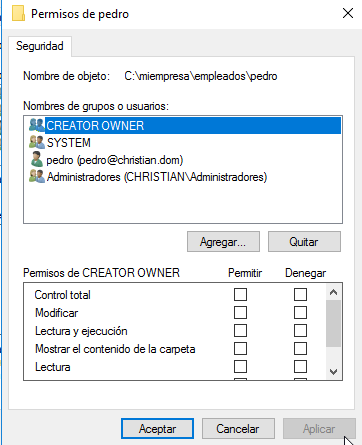 Permisos de pedro
Seguridad
Nombre de objeto: C:\miempresa\empleados\pedro
Nombres de grupos o usuarios:
CREATOR OWNER
SYSTEM
pedro (pedro@christian.dom)
Administradores (CHRISTIAN\Administradores)
Agregar... Quitar
Permisos de CREATOR OWNER Permitir Denegar
Control total
Modificar
Lectura y ejecución
Mostrar el contenido de la carpeta
Lectura
Aceptar Cancelar Aplicar